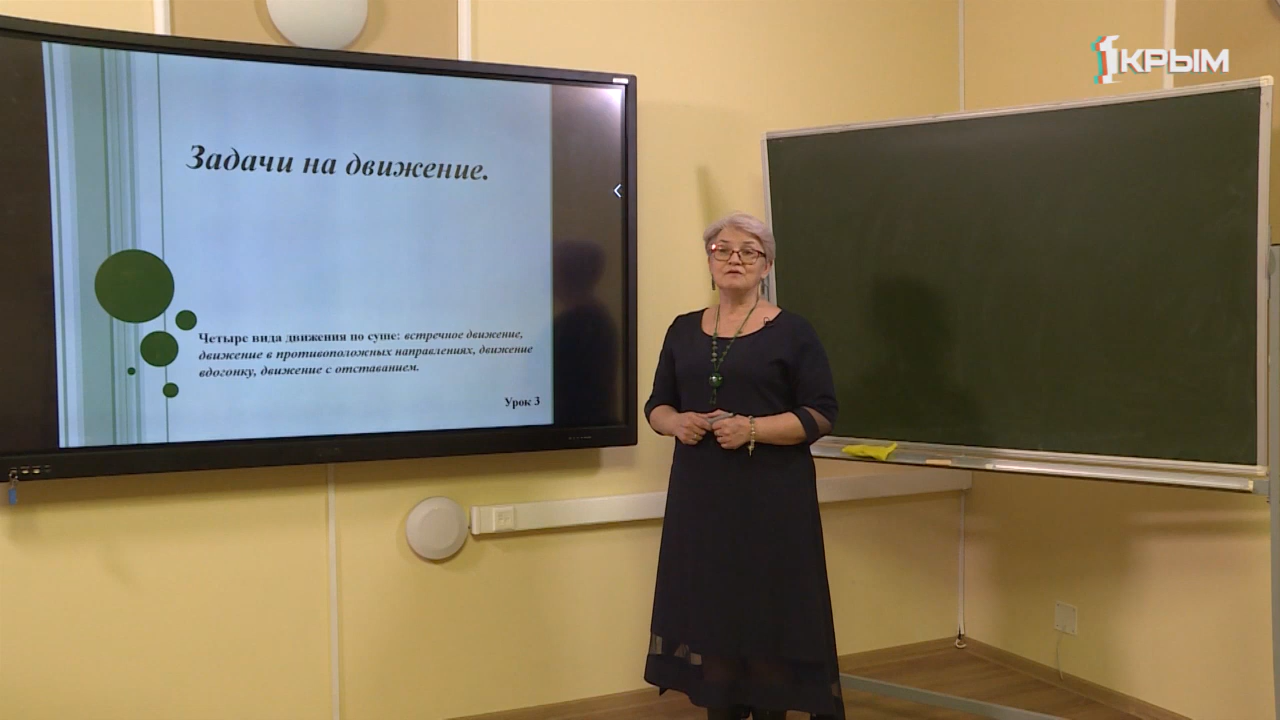 1КРЫМ
Задачи на движение.
Четыре вида движения по суше: встречное движение,
движение в противоположных направлениях, движение
вдогонку, движение с отставанием.
Урок 3